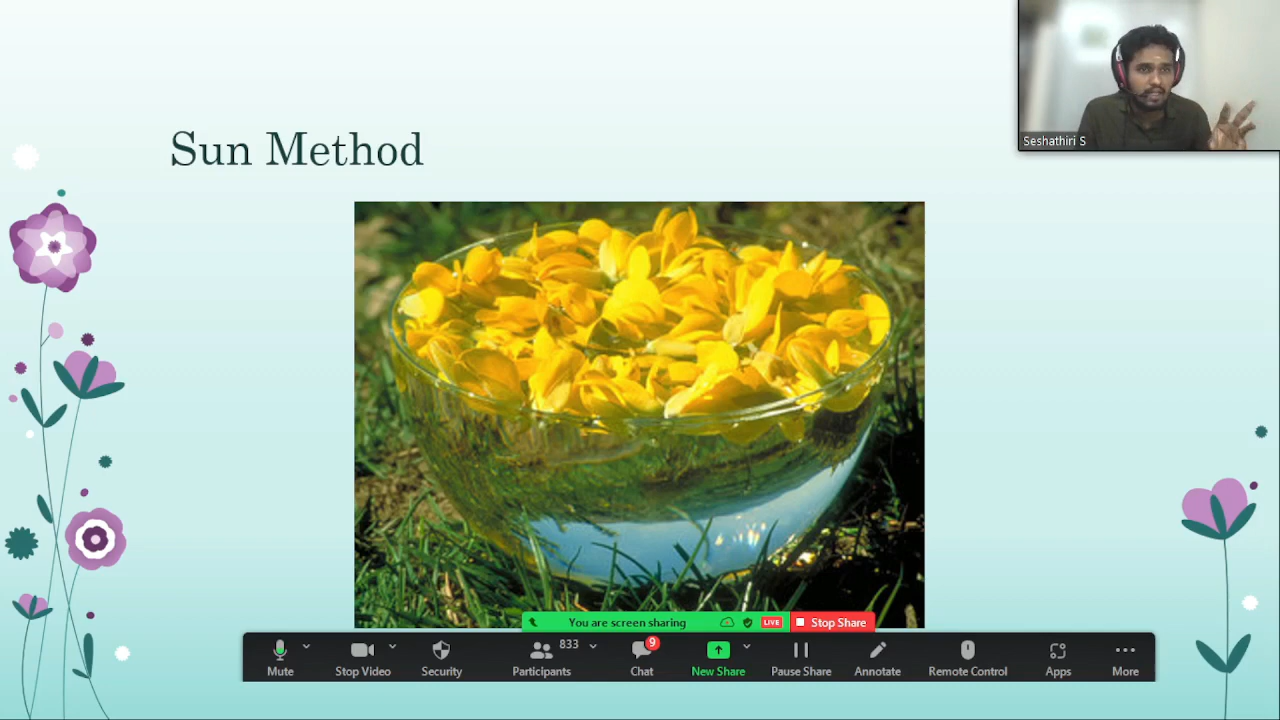 Sun Method
Seshathiri S
You are screen sharing
LIVE
Stop Share
833
9
Mute
Stop Video
Security
Participants
Chat
New Share
Pause Share
Annotate
Remote Control
Apps
More